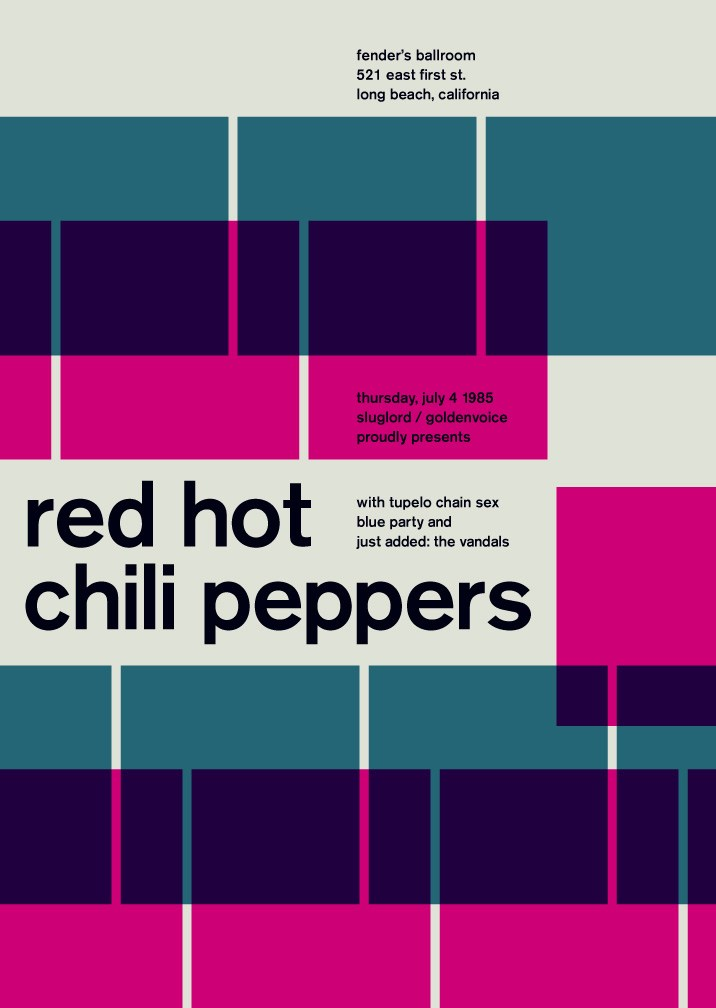 fender's ballroom
521 east first st.
long beach, california
thursday, july 4 1985
sluglord / goldenvoice
proudly presents
red hot
chili peppers
with tupelo chain sex
blue party and
just added: the vandals